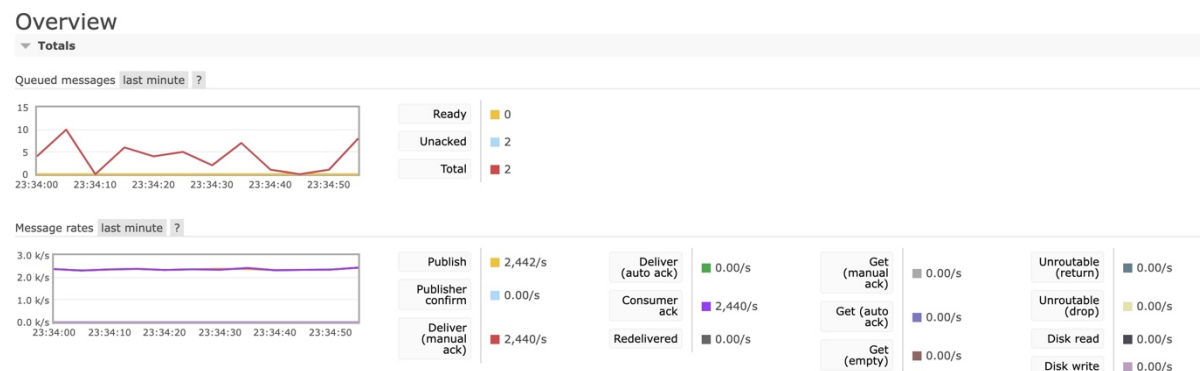 Overview
Totals
Queued messages last minute ?
15
10
5
0
23:34:00 23:34:10 23:34:20 23:34:30 23:34:40 23:34:50
Ready 0
Unacked 2
Total 2
Message rates last minute ?
3.0 k/s
2.0 k/s
1.0 k/s
0.0 k/s
23:34:00 23:34:10 23:34:20 23:34:30 23:34:40 23:34:50
Publish 2,442/s
Publisher
confirm 0.00/s
Deliver
(manual
ack) 2,440/s
Deliver
(auto ack) 0.00/s
Consumer
ack 2,440/s
Redelivered 0.00/s
Get
(manual
ack) 0.00/s
Get (auto
ack) 0.00/s
Get
(empty) 0.00/s
Unroutable
(return) 0.00/s
Unroutable
(drop) 0.00/s
Disk read 0.00/s
Disk write 0.00/s